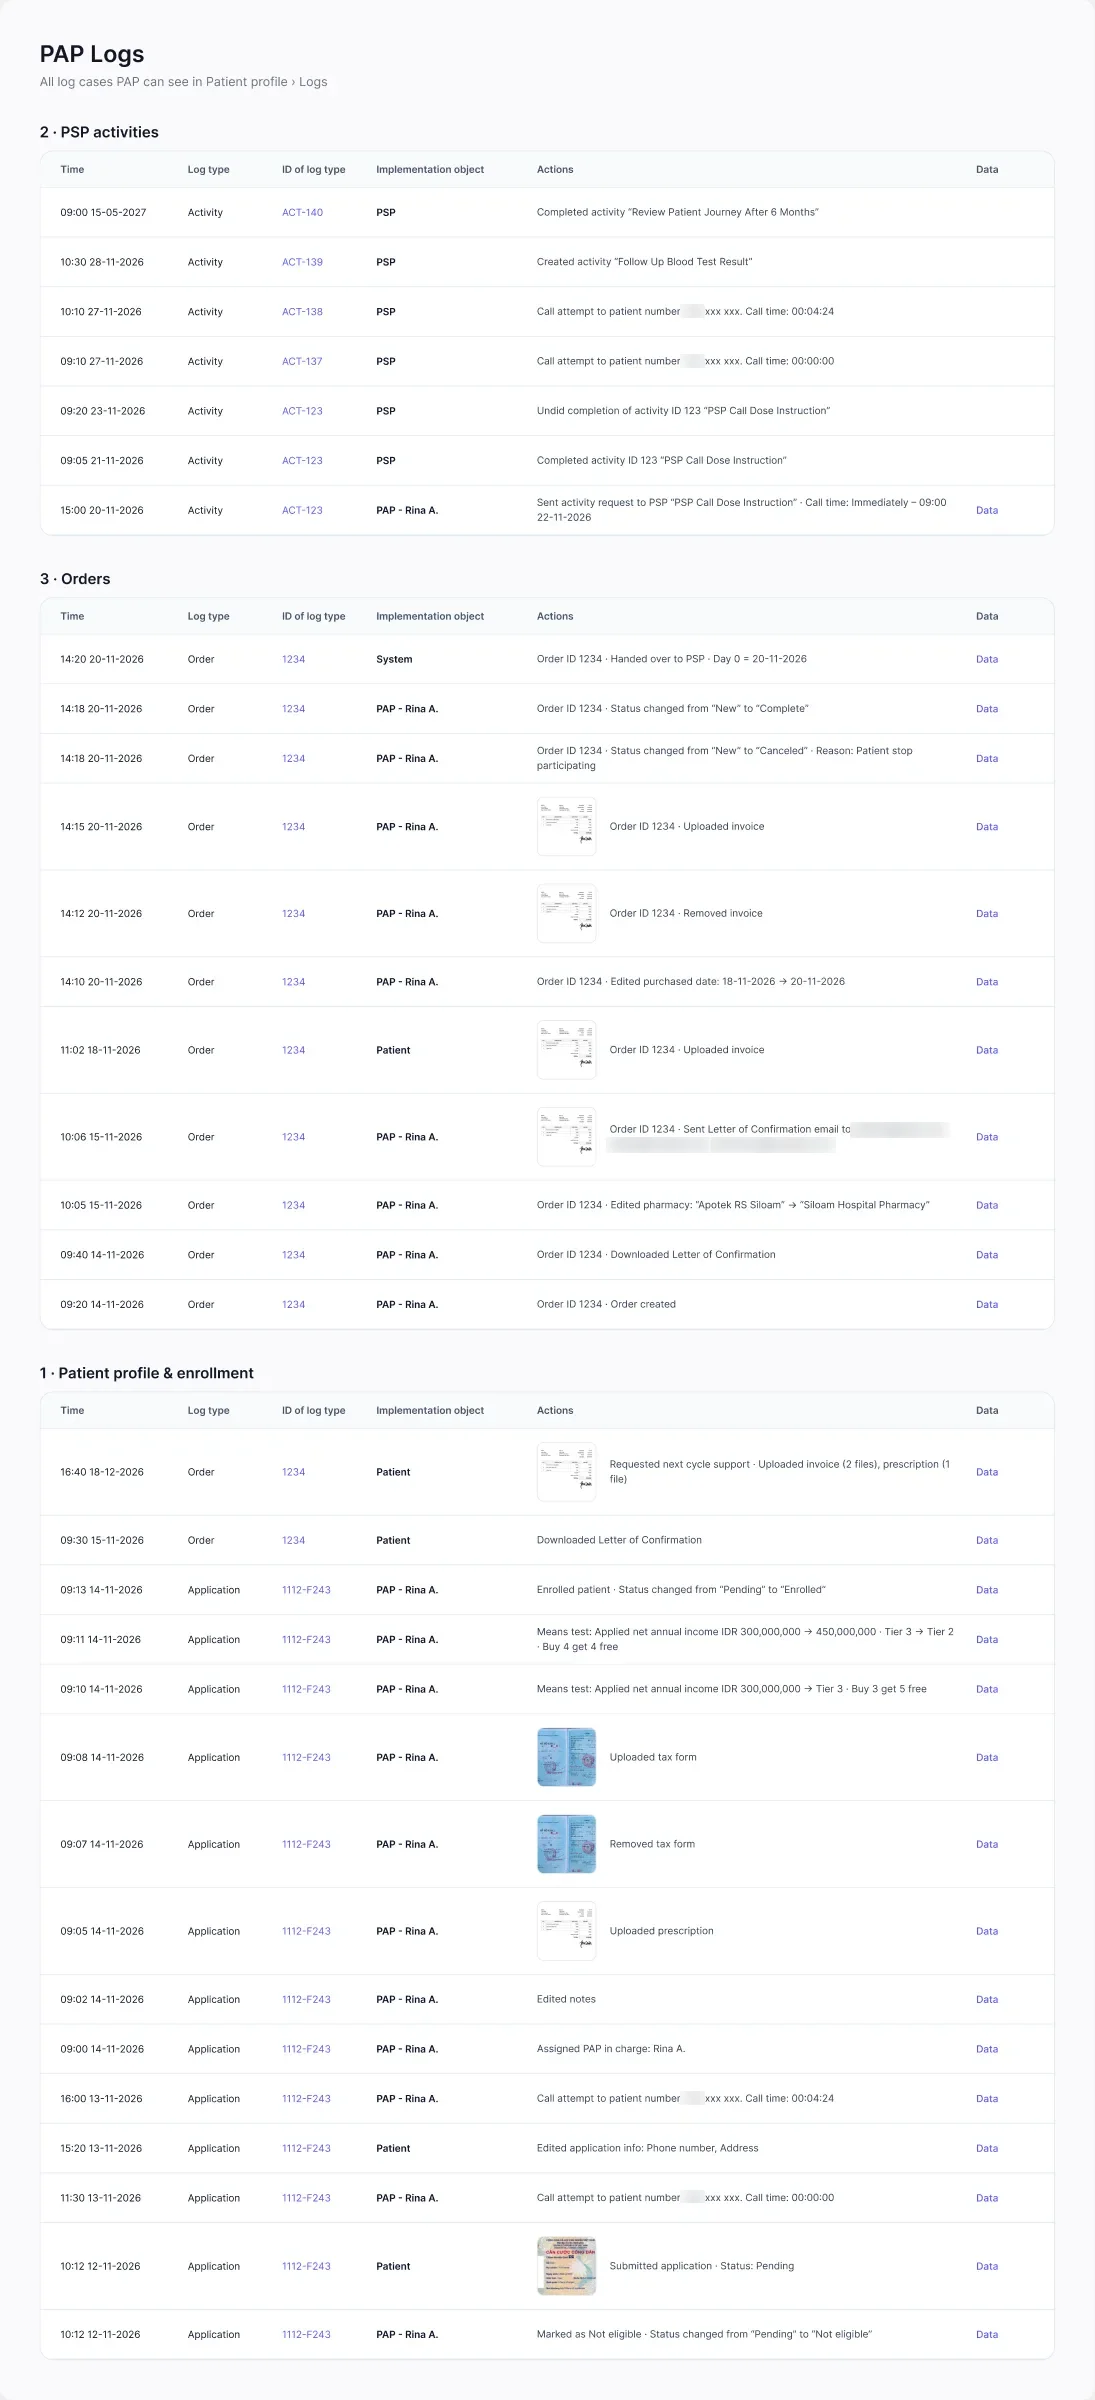 PAP Logs
All log cases PAP can see in Patient profile › Logs
2 · PSP activities
Time Log type ID of log type Implementation object Actions Data
09:00 15-05-2027 Activity ACT-140 PSP Completed activity “Review Patient Journey After 6 Months”
10:30 28-11-2026 Activity ACT-139 PSP Created activity “Follow Up Blood Test Result”
10:10 27-11-2026 Activity ACT-138 PSP Call attempt to patient number xxx xxx. Call time: 00:04:24
09:10 27-11-2026 Activity ACT-137 PSP Call attempt to patient number xxx xxx. Call time: 00:00:00
09:20 23-11-2026 Activity ACT-123 PSP Undid completion of activity ID 123 “PSP Call Dose Instruction”
09:05 21-11-2026 Activity ACT-123 PSP Completed activity ID 123 “PSP Call Dose Instruction”
15:00 20-11-2026 Activity ACT-123 PAP - Rina A. Sent activity request to PSP “PSP Call Dose Instruction” · Call time: Immediately – 09:00
22-11-2026 Data
3 · Orders
Time Log type ID of log type Implementation object Actions Data
14:20 20-11-2026 Order 1234 System Order ID 1234 · Handed over to PSP · Day 0 = 20-11-2026 Data
14:18 20-11-2026 Order 1234 PAP - Rina A. Order ID 1234 · Status changed from “New” to “Complete” Data
14:18 20-11-2026 Order 1234 PAP - Rina A. Order ID 1234 · Status changed from “New” to “Canceled” · Reason: Patient stop
participating Data
14:15 20-11-2026 Order 1234 PAP - Rina A. Order ID 1234 · Uploaded invoice Data
14:12 20-11-2026 Order 1234 PAP - Rina A. Order ID 1234 · Removed invoice Data
14:10 20-11-2026 Order 1234 PAP - Rina A. Order ID 1234 · Edited purchased date: 18-11-2026 → 20-11-2026 Data
11:02 18-11-2026 Order 1234 Patient Order ID 1234 · Uploaded invoice Data
10:06 15-11-2026 Order 1234 PAP - Rina A. Order ID 1234 · Sent Letter of Confirmation email to Data
10:05 15-11-2026 Order 1234 PAP - Rina A. Order ID 1234 · Edited pharmacy: “Apotek RS Siloam” → “Siloam Hospital Pharmacy” Data
09:40 14-11-2026 Order 1234 PAP - Rina A. Order ID 1234 · Downloaded Letter of Confirmation Data
09:20 14-11-2026 Order 1234 PAP - Rina A. Order ID 1234 · Order created Data
1 · Patient profile & enrollment
Time Log type ID of log type Implementation object Actions Data
16:40 18-12-2026 Order 1234 Patient Requested next cycle support · Uploaded invoice (2 files), prescription (1
file) Data
09:30 15-11-2026 Order 1234 Patient Downloaded Letter of Confirmation Data
09:13 14-11-2026 Application 1112-F243 PAP - Rina A. Enrolled patient · Status changed from “Pending” to “Enrolled” Data
09:11 14-11-2026 Application 1112-F243 PAP - Rina A. Means test: Applied net annual income IDR 300,000,000 → 450,000,000 · Tier 3 → Tier 2
· Buy 4 get 4 free Data
09:10 14-11-2026 Application 1112-F243 PAP - Rina A. Means test: Applied net annual income IDR 300,000,000 → Tier 3 · Buy 3 get 5 free Data
09:08 14-11-2026 Application 1112-F243 PAP - Rina A. Uploaded tax form Data
09:07 14-11-2026 Application 1112-F243 PAP - Rina A. Removed tax form Data
09:05 14-11-2026 Application 1112-F243 PAP - Rina A. Uploaded prescription Data
09:02 14-11-2026 Application 1112-F243 PAP - Rina A. Edited notes Data
09:00 14-11-2026 Application 1112-F243 PAP - Rina A. Assigned PAP in charge: Rina A. Data
16:00 13-11-2026 Application 1112-F243 PAP - Rina A. Call attempt to patient number xxx xxx. Call time: 00:04:24 Data
15:20 13-11-2026 Application 1112-F243 Patient Edited application info: Phone number, Address Data
11:30 13-11-2026 Application 1112-F243 PAP - Rina A. Call attempt to patient number xxx xxx. Call time: 00:00:00 Data
10:12 12-11-2026 Application 1112-F243 Patient CĂN CƯỚC CÔNG DÂN Submitted application · Status: Pending Data
10:12 12-11-2026 Application 1112-F243 PAP - Rina A. Marked as Not eligible · Status changed from “Pending” to “Not eligible” Data